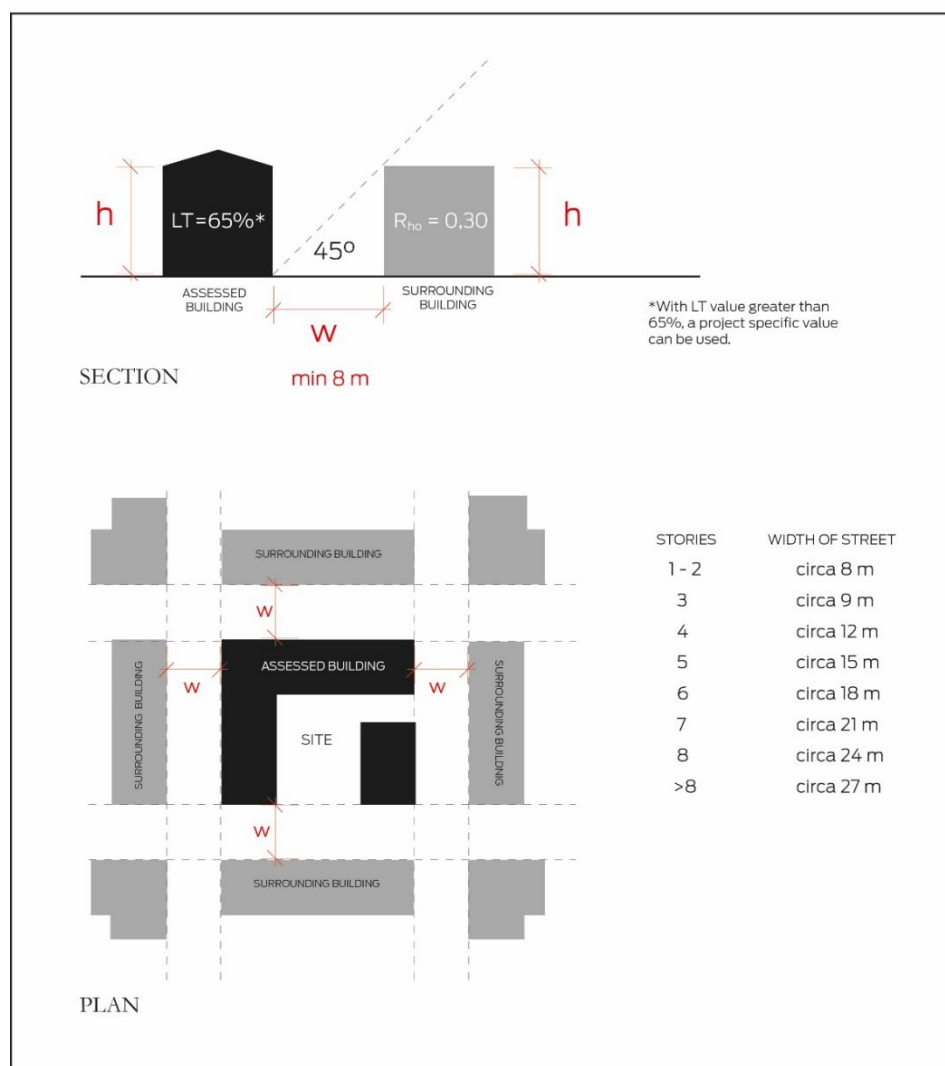 h
LT=65%*
45º
Rho = 0,30
h
ASSESSED
BUILDING
SURROUNDING
BUILDING
w
min 8 m
*With LT value greater than
65%, a project specific value
can be used.
SECTION
SURROUNDING BUILDING
w
SURROUNDING BUILDING
w
ASSESSED BUILDING
w
SURROUNDING BUILDNIG
SITE
w
SURROUNDING BUILDING
STORIES WIDTH OF STREET
1 - 2 circa 8 m
3 circa 9 m
4 circa 12 m
5 circa 15 m
6 circa 18 m
7 circa 21 m
8 circa 24 m
>8 circa 27 m
PLAN